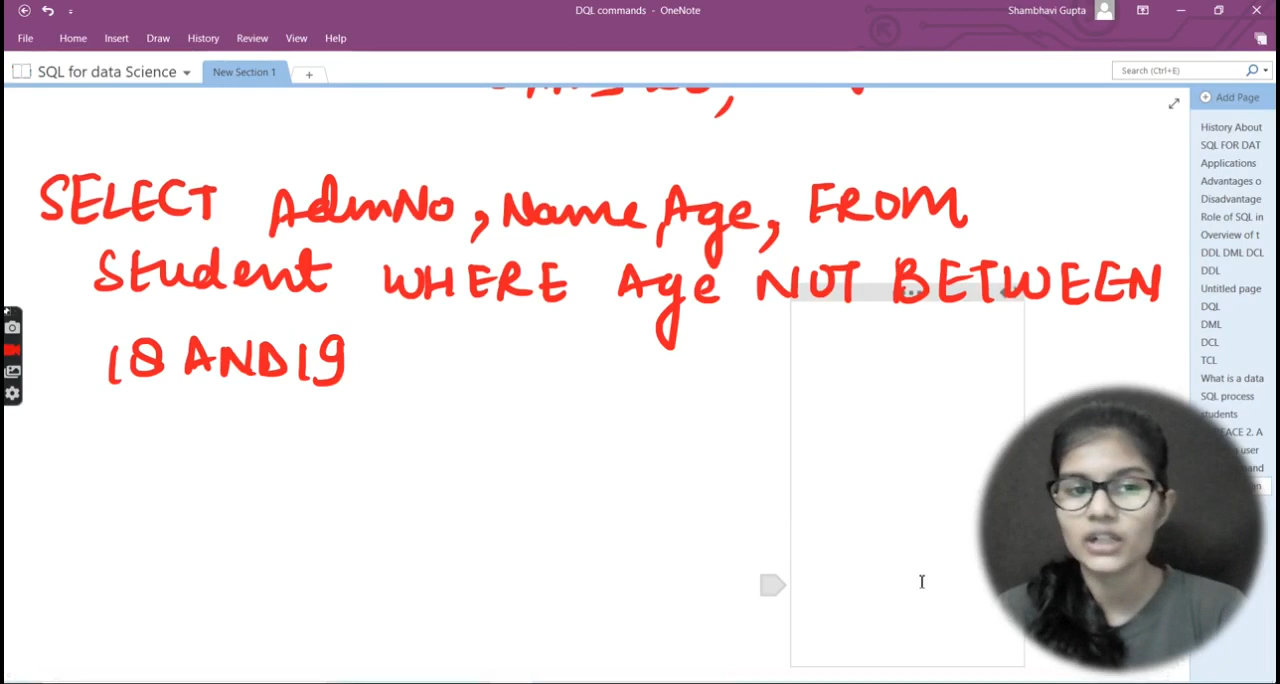 DQL commands - OneNote
Shambhavi Gupta
File Home Insert Draw History Review View Help
SQL for data Science
New Section 1
+
Search (Ctrl+E)
Add Page
SELECT AdmNo, Name, Age, FROM
Student WHERE Age NOT BETWEEN
18 AND 19
History About
SQL FOR DAT
Applications
Advantages o
Disadvantage
Role of SQL in
Overview of t
DDL DML DCL
DDL
Untitled page
DQL
DML
DCL
TCL
What is a data
SQL process
students
FACE 2. A
user